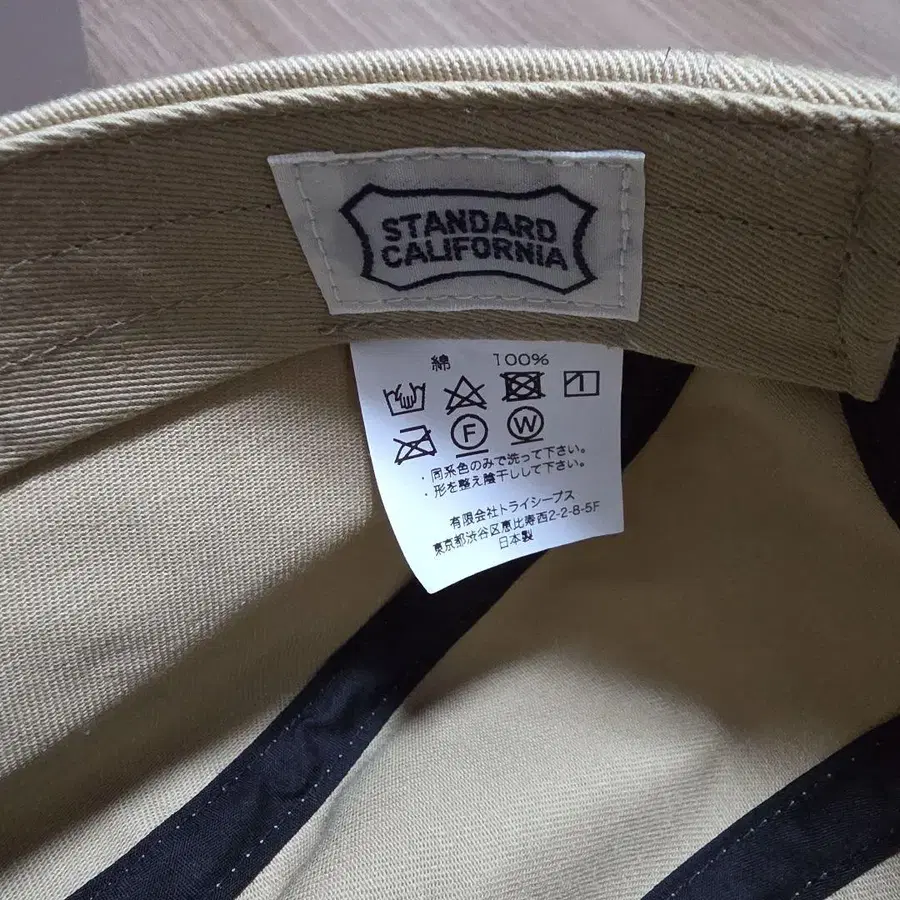 STANDARD
CALIFORNIA
綿 100%
F W
・同系色のみで洗って下さい。
・形を整え陰干しして下さい。
有限会社トライシープス
東京都渋谷区恵比寿西2-2-8-5F
日本製